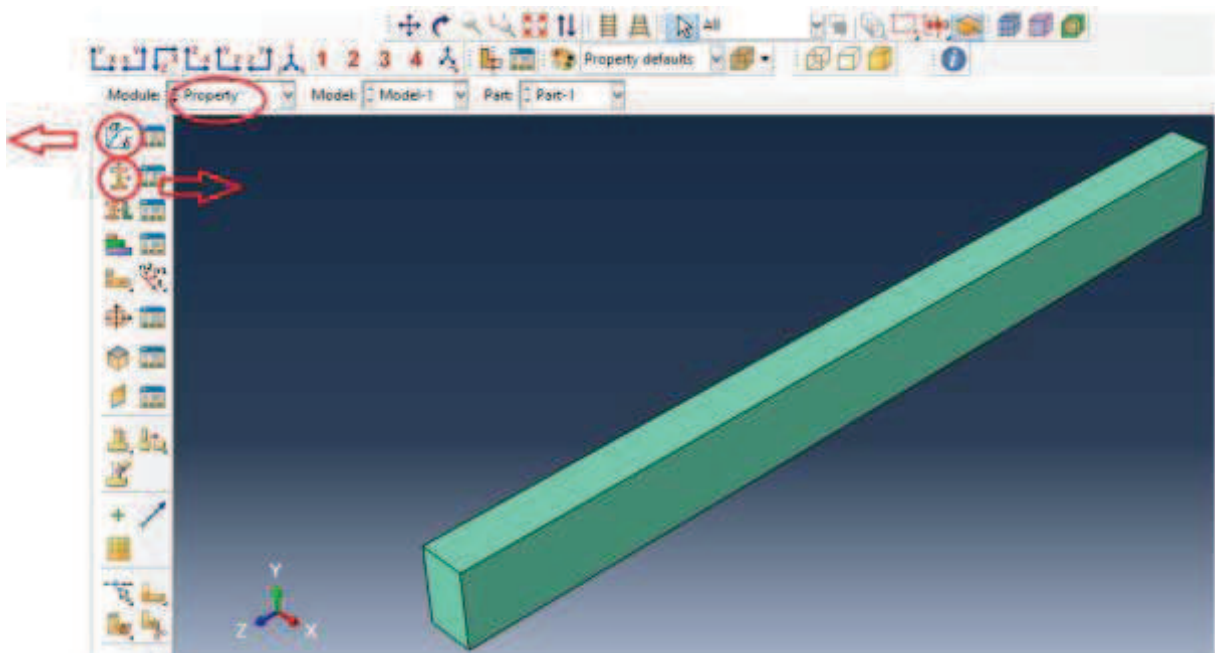 All
1 2 3 4 Property defaults
Module: Property Model: Model-1 Part: Part-1
Y
Z X